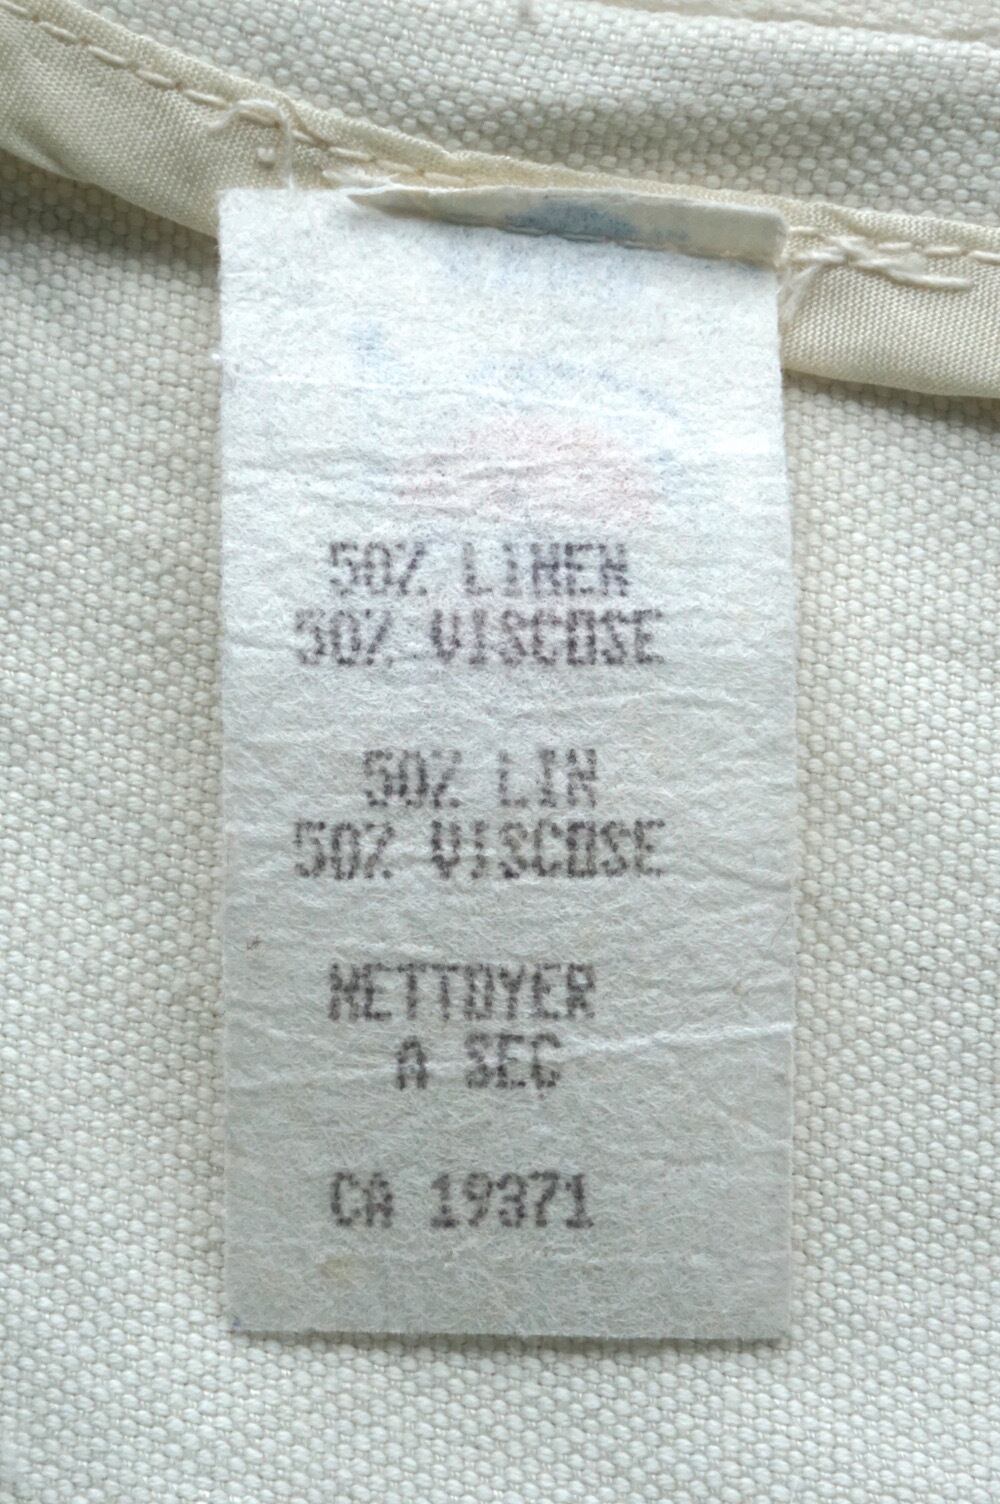 50% LINEN
50% VISCOSE
50% LIN
50% VISCOSE
NETTOYER
A SEC
CA 19371